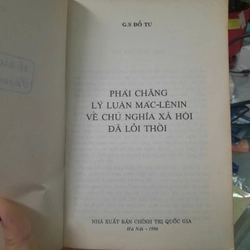 G.S ĐỖ TƯ
PHẢI CHĂNG
LÝ LUẬN MÁC-LÊNIN
VỀ CHỦ NGHĨA XÃ HỘI
ĐÃ LỖI THỜI
NHÀ XUẤT BẢN CHÍNH TRỊ QUỐC GIA
Hà Nội - 1996